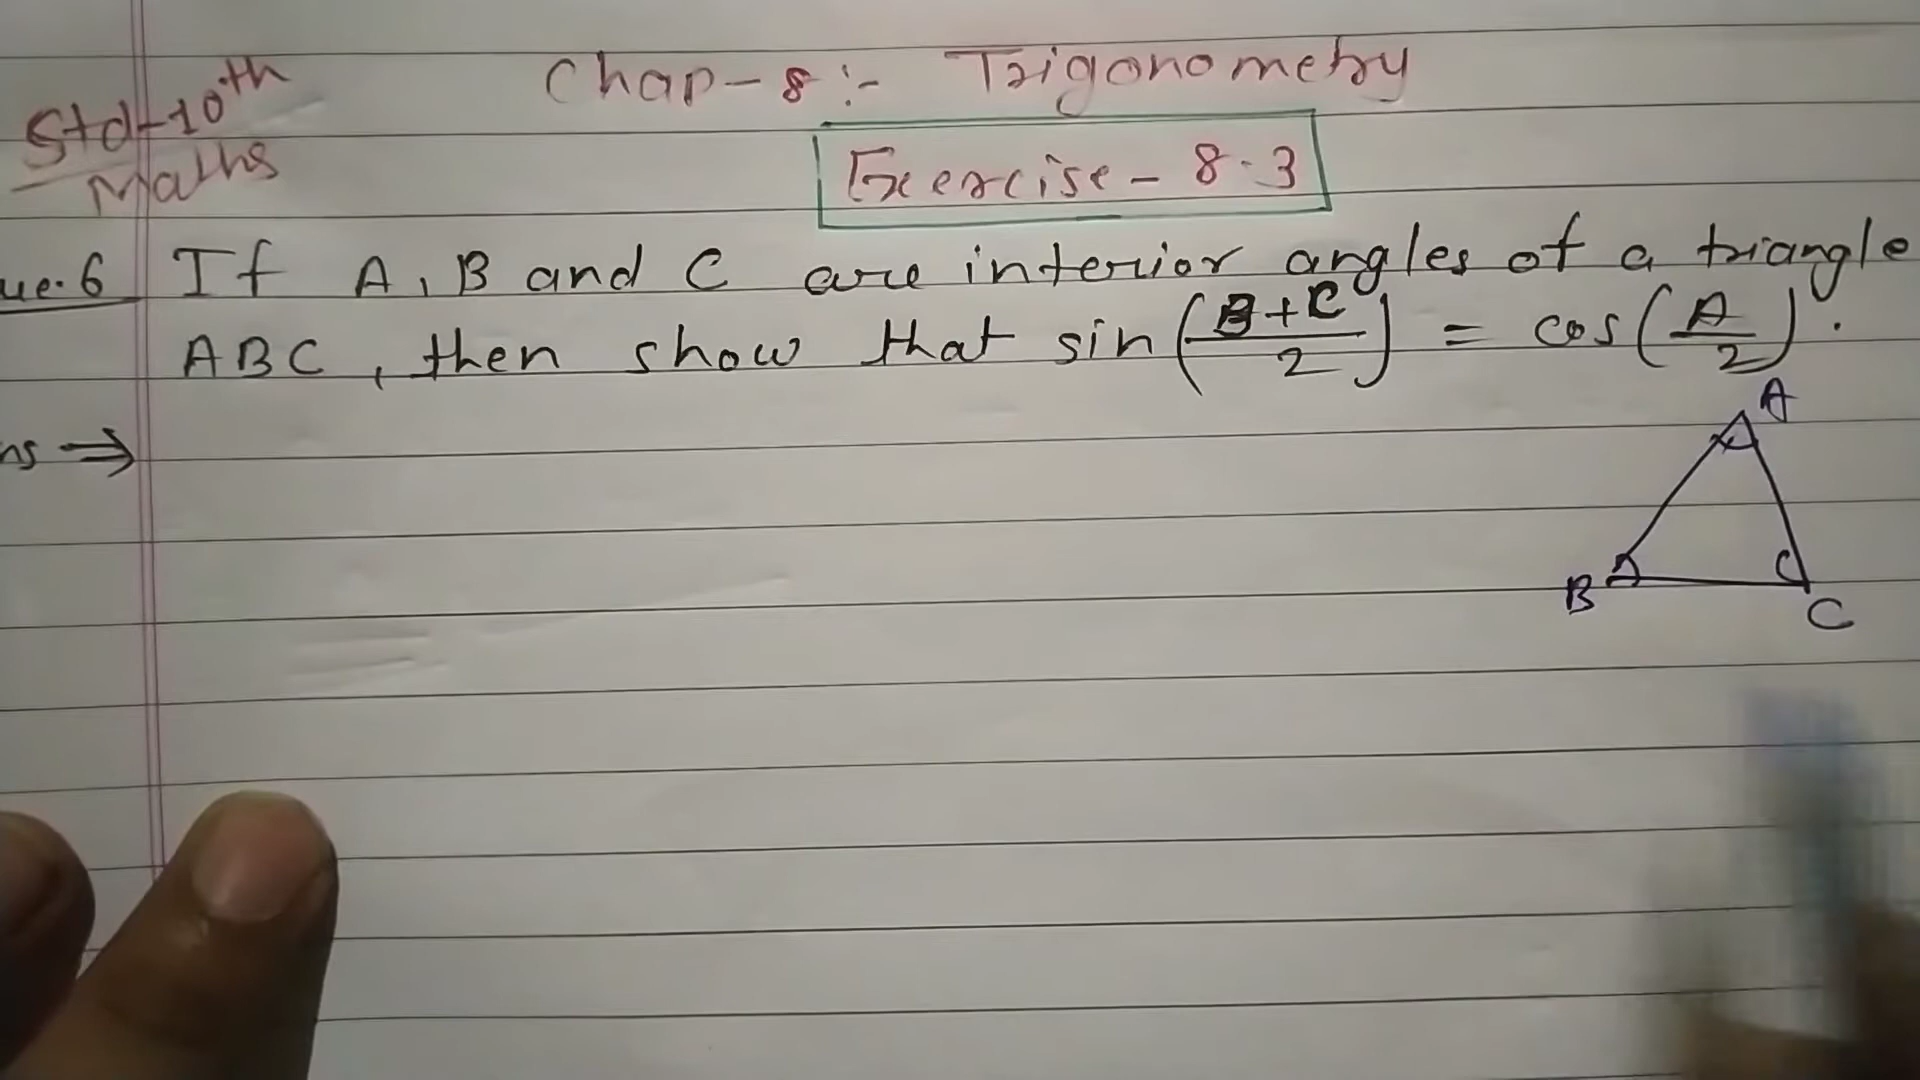 Std-10th
Maths
Chap-8:- Trigonometry
Exercise-8.3
ue.6 If A, B and C are interior angles of a triangle
ABC, then show that sin(B+C/2) = cos(A/2).
ns ⇒
A
B
C